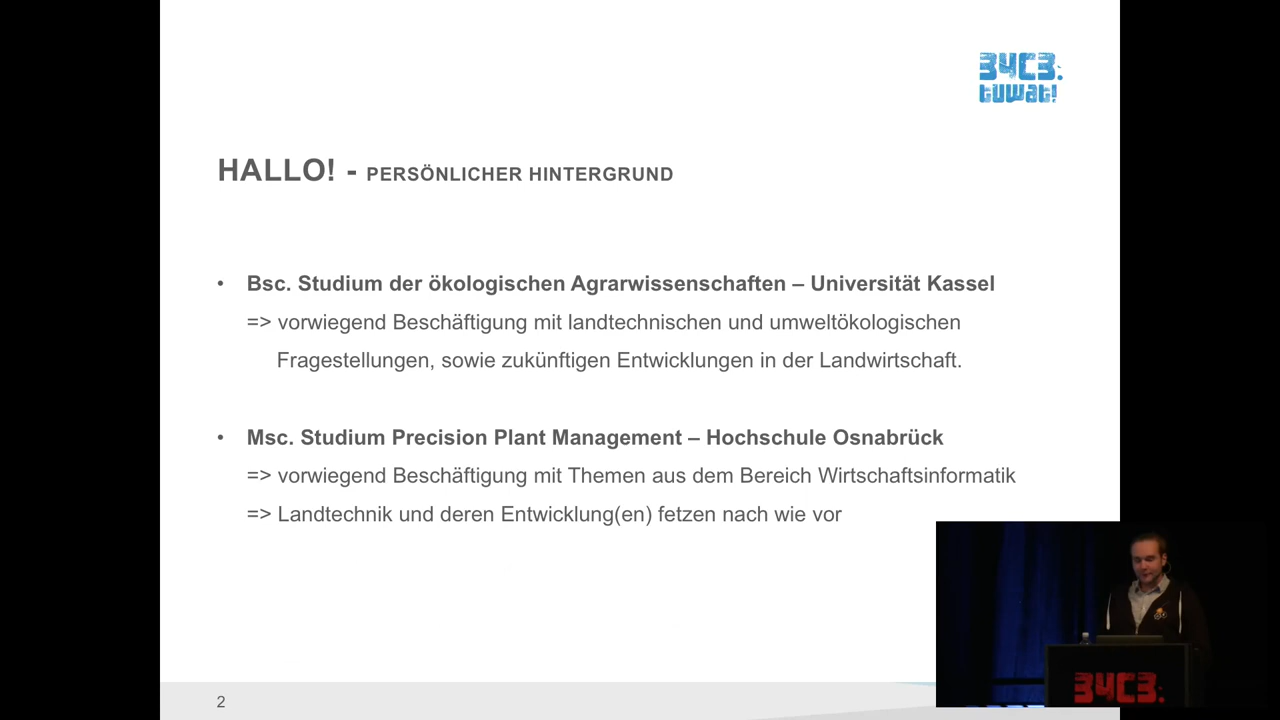 34C3.
tuwat!
HALLO! - PERSÖNLICHER HINTERGRUND
• Bsc. Studium der ökologischen Agrarwissenschaften – Universität Kassel
=> vorwiegend Beschäftigung mit landtechnischen und umweltökologischen
Fragestellungen, sowie zukünftigen Entwicklungen in der Landwirtschaft.
• Msc. Studium Precision Plant Management – Hochschule Osnabrück
=> vorwiegend Beschäftigung mit Themen aus dem Bereich Wirtschaftsinformatik
=> Landtechnik und deren Entwicklung(en) fetzen nach wie vor
34C3.
2